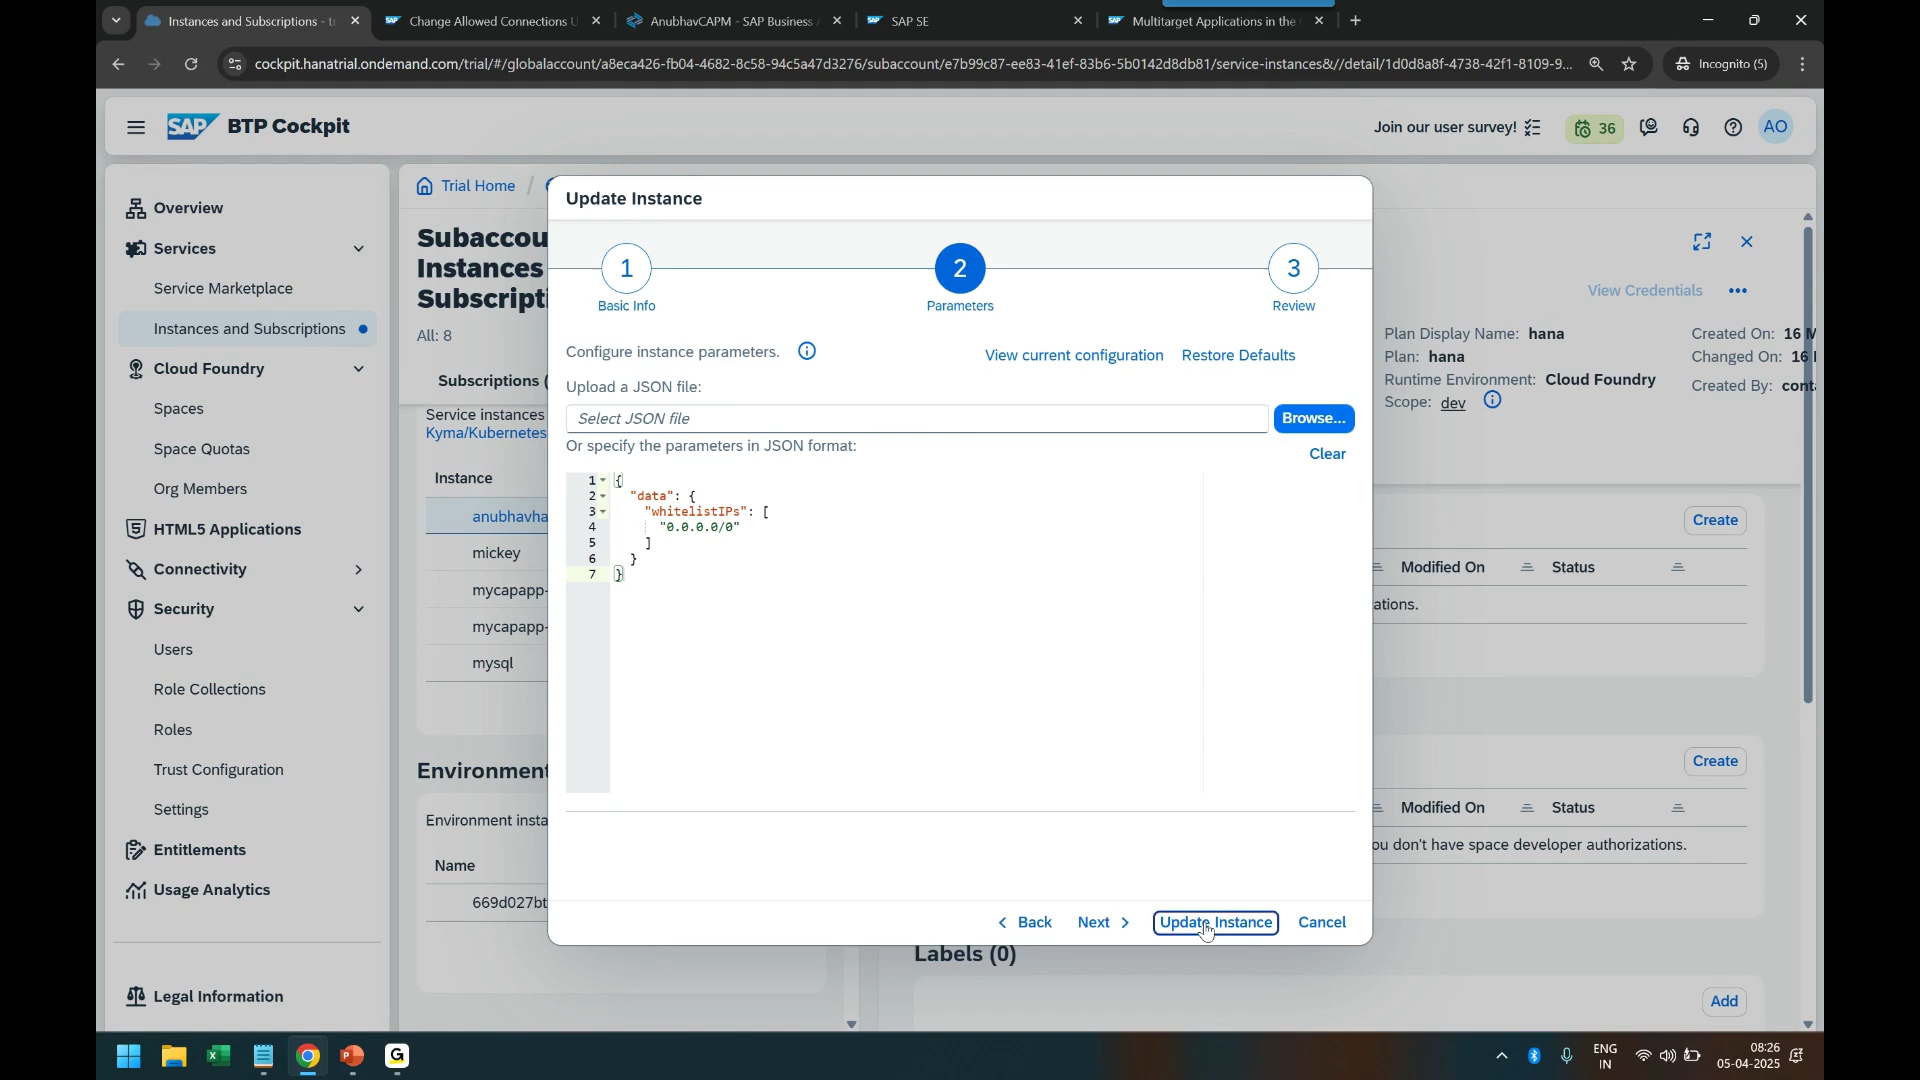 Instances and Subscriptions - t
Change Allowed Connections U
AnubhavCAPM - SAP Business A
SAP SE
Multitarget Applications in the
cockpit.hanatrial.ondemand.com/trial/#/globalaccount/a8eca426-fb04-4682-8c58-94c5a47d3276/subaccount/e7b99c87-ee83-41ef-83b6-5b0142d8db81/service-instances&//detail/1d0d8a8f-4738-42f1-8109-9...
Incognito (5)
SAP BTP Cockpit
Join our user survey!
36
AO
Overview
Services
Service Marketplace
Instances and Subscriptions
Cloud Foundry
Spaces
Space Quotas
Org Members
HTML5 Applications
Connectivity
Security
Users
Role Collections
Roles
Trust Configuration
Settings
Entitlements
Usage Analytics
Legal Information
Trial Home /
Subaccou
Instances
Subscripti
All: 8
Subscriptions (
Service instances
Kyma/Kubernetes
Instance
anubhavha
mickey
mycapapp-
mycapapp-
mysql
Environment
Environment insta
Name
669d027bt
Update Instance
1
2
3
Basic Info
Parameters
Review
Configure instance parameters.
View current configuration
Restore Defaults
Upload a JSON file:
Select JSON file
Browse...
Or specify the parameters in JSON format:
Clear
1 {
2 "data": {
3 "whitelistIPs": [
4 "0.0.0.0/0"
5 ]
6 }
7 }
Back
Next
Update Instance
Cancel
View Credentials
Plan Display Name: hana
Plan: hana
Runtime Environment: Cloud Foundry
Scope: dev
Created On: 16 M
Changed On: 16
Created By: conta
Create
Modified On
Status
ations.
Create
Modified On
Status
ou don't have space developer authorizations.
Labels (0)
Add
ENG
IN
08:26
05-04-2025